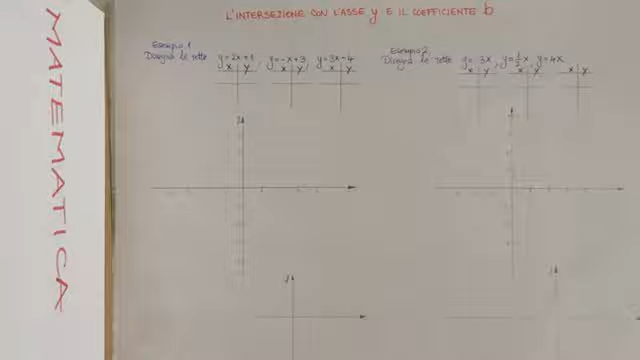 MATEMATICA
L'INTERSEZIONE CON L'ASSE y E IL COEFFICIENTE b
Esempio 1
Disegna le rette y=2x+1, y=-x+3, y=3x-4
x y x y x y
y
Esempio 2
Disegna le rette y= 3x, y=½x, y=4x
x y x y x y